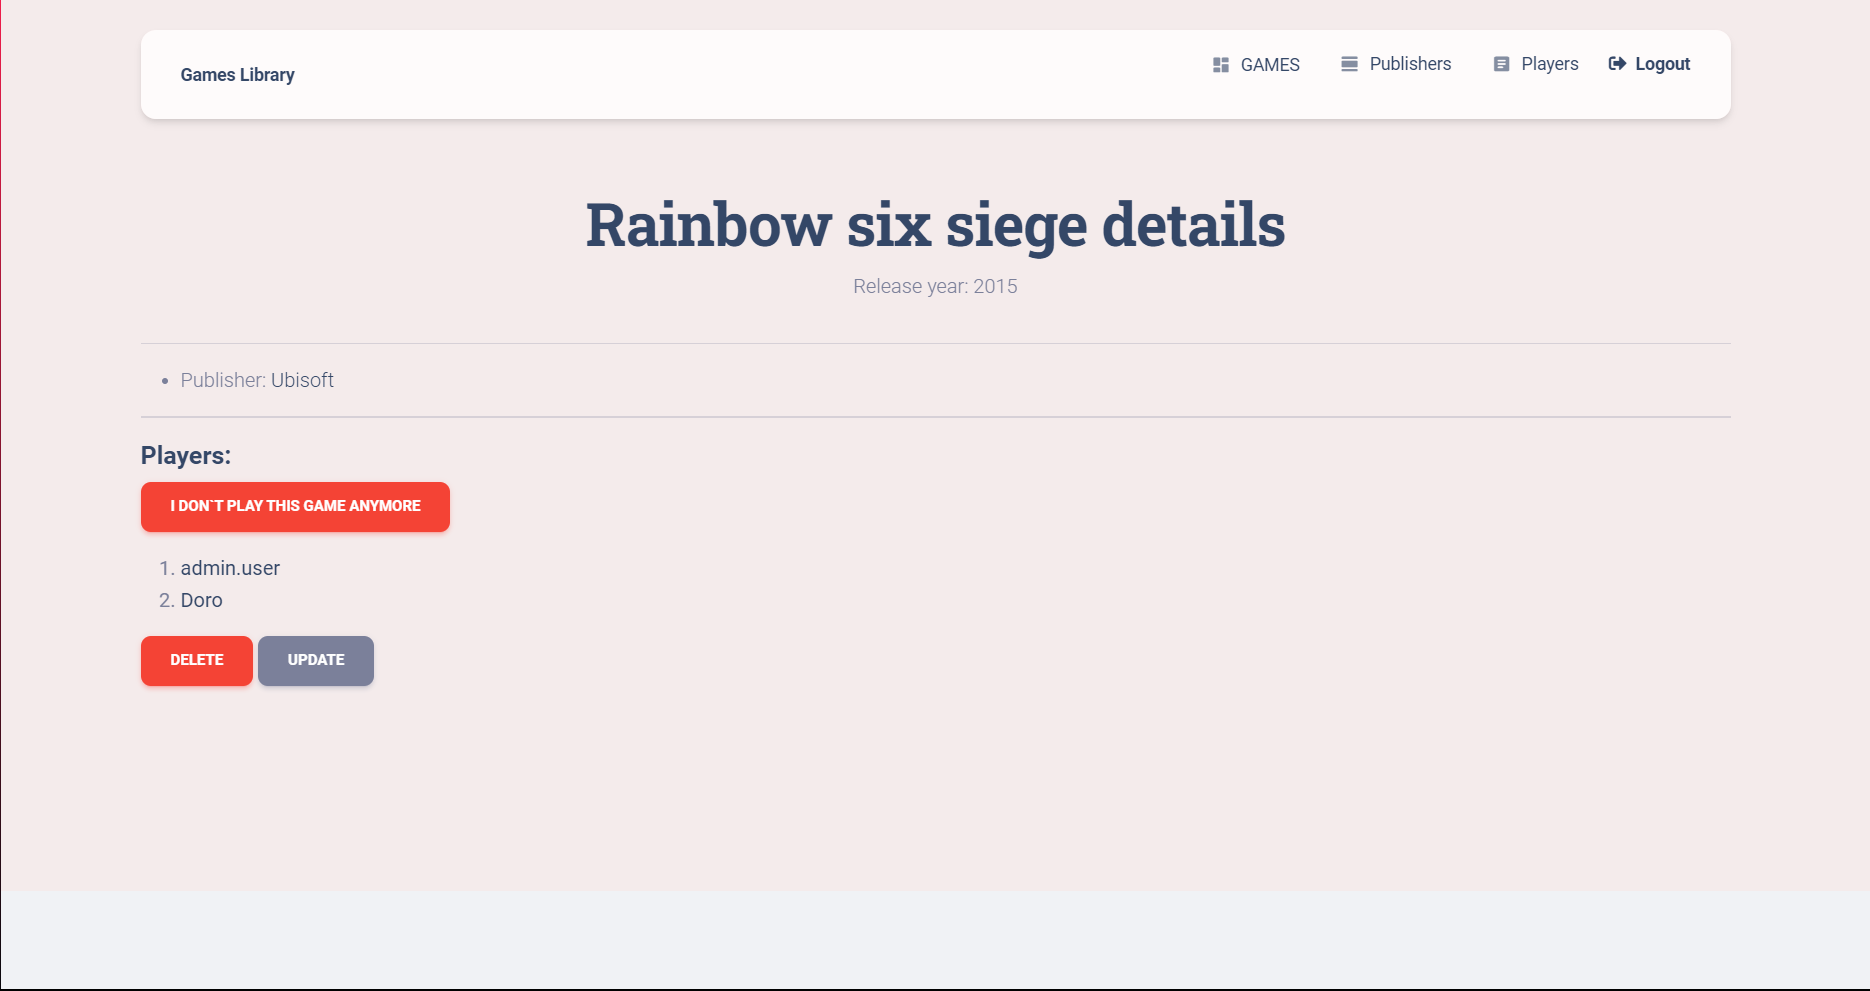 Games Library
GAMES
Publishers
Players
Logout
Rainbow six siege details
Release year: 2015
• Publisher: Ubisoft
Players:
I DON`T PLAY THIS GAME ANYMORE
1. admin.user
2. Doro
DELETE
UPDATE